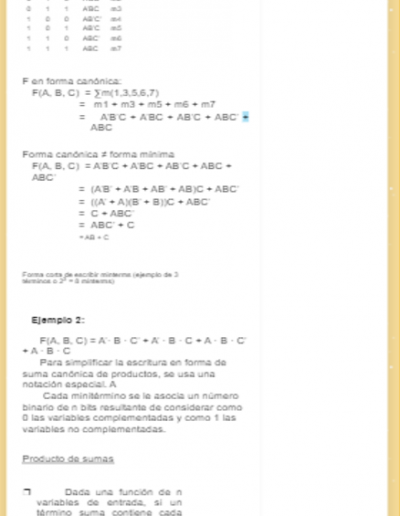 0 1 1 A'BC m3
1 0 0 AB'C' m4
1 0 1 AB'C m5
1 1 0 ABC' m6
1 1 1 ABC m7
F en forma canónica:
F(A, B, C) = ∑m(1,3,5,6,7)
= m1 + m3 + m5 + m6 + m7
= A'B'C + A'BC + AB'C + ABC' +
ABC
Forma canónica ≠ forma mínima
F(A, B, C) = A'B'C + A'BC + AB'C + ABC +
ABC'
= (A'B' + A'B + AB' + AB)C + ABC'
= ((A' + A)(B' + B))C + ABC'
= C + ABC'
= ABC' + C
= AB + C
Forma corta de escribir minterms (ejemplo de 3
términos o 2³ = 8 minterms)
Ejemplo 2:
F(A, B, C) = A'· B · C' + A' · B · C + A · B · C'
+ A · B · C
Para simplificar la escritura en forma de
suma canónica de productos, se usa una
notación especial. A
Cada minitérmino se le asocia un número
binario de n bits resultante de considerar como
0 las variables complementadas y como 1 las
variables no complementadas.
Producto de sumas
❒ Dada una función de n
variables de entrada, si un
término suma contiene cada